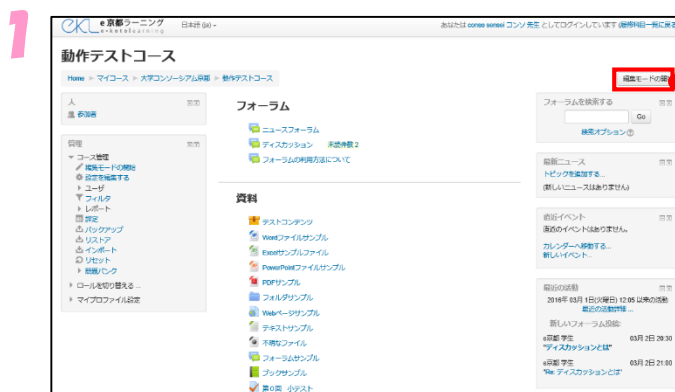 1
e京都ラーニング
e-kyotolearning
日本語 (ja)
あなたは conso sensei コンソ 先生 としてログインしています (履修科目一覧に戻る
動作テストコース
Home ▶ マイコース ▶ 大学コンソーシアム京都 ▶ 動作テストコース
編集モードの開
人
参加者
管理
コース管理
編集モードの開始
設定を編集する
ユーザ
フィルタ
レポート
評定
バックアップ
リストア
インポート
リセット
問題バンク
ロールを切り替える ...
マイプロファイル設定
フォーラム
ニュースフォーラム
ディスカッション 未読件数 2
フォーラムの利用方法について
資料
テストコンテンツ
Wordファイルサンプル
Excelサンプルファイル
PowerPointファイルサンプル
PDFサンプル
フォルダサンプル
Webページサンプル
テキストサンプル
不明なファイル
フォーラムサンプル
ブックサンプル
第0回 小テスト
フォーラムを検索する
Go
検索オプション
最新ニュース
トピックを追加する...
(新しいニュースはありません)
直近イベント
直近のイベントはありません。
カレンダーへ移動する...
新しいイベント...
最近の活動
2016年 03月 1日(火曜日) 12:05 以来の活動
最近の活動詳細 ...
新しいフォーラム投稿:
e京都 学生 03月 2日 20:30
"ディスカッションとは"
e京都 学生 03月 2日 21:00
"Re: ディスカッションとは"